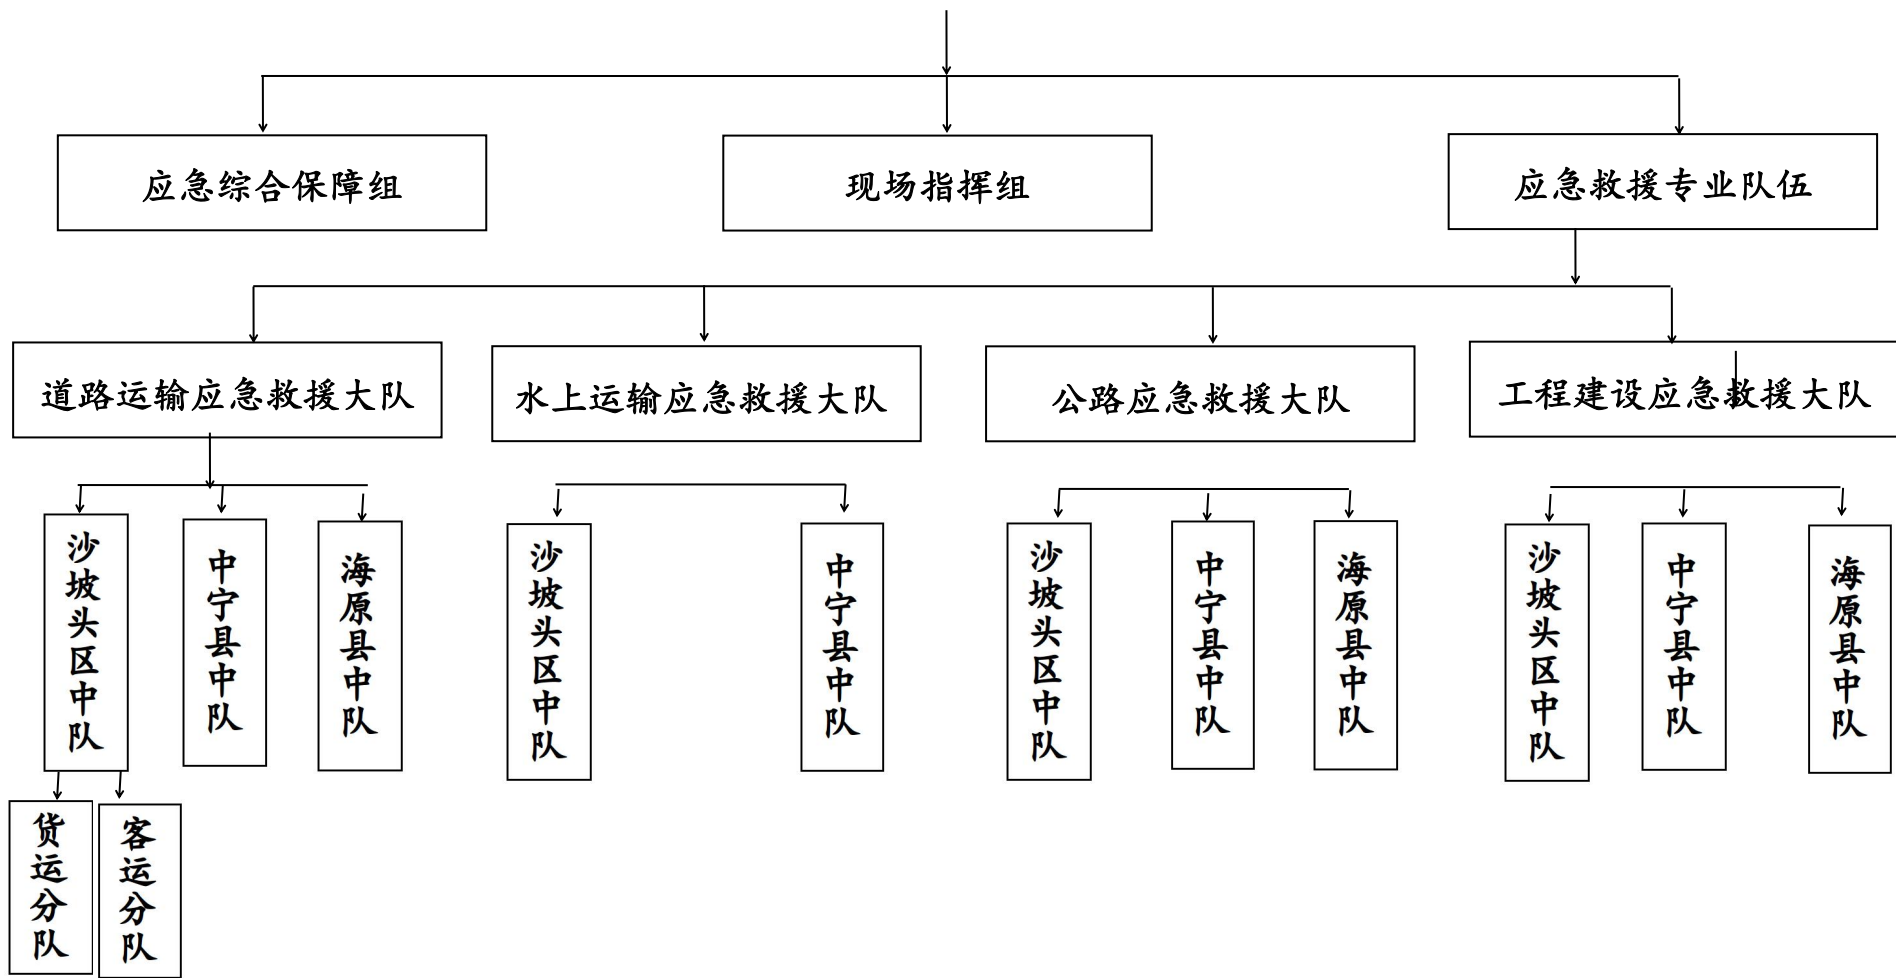 应急综合保障组
现场指挥组
应急救援专业队伍
道路运输应急救援大队
水上运输应急救援大队
公路应急救援大队
工程建设应急救援大队
沙坡头区中队
中宁县中队
海原县中队
沙坡头区中队
中宁县中队
沙坡头区中队
中宁县中队
海原县中队
沙坡头区中队
中宁县中队
海原县中队
货运分队
客运分队